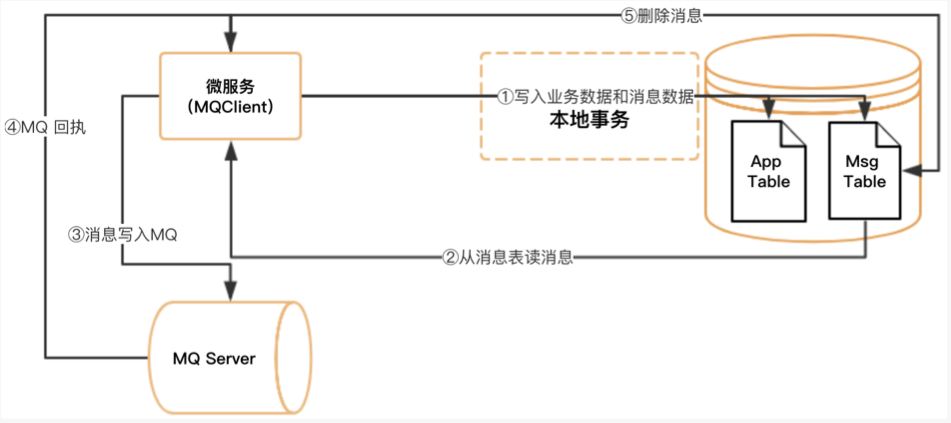 ⑤删除消息
微服务
（MQClient）
①写入业务数据和消息数据
本地事务
④MQ 回执
App
Table
Msg
Table
③消息写入MQ
②从消息表读消息
MQ Server